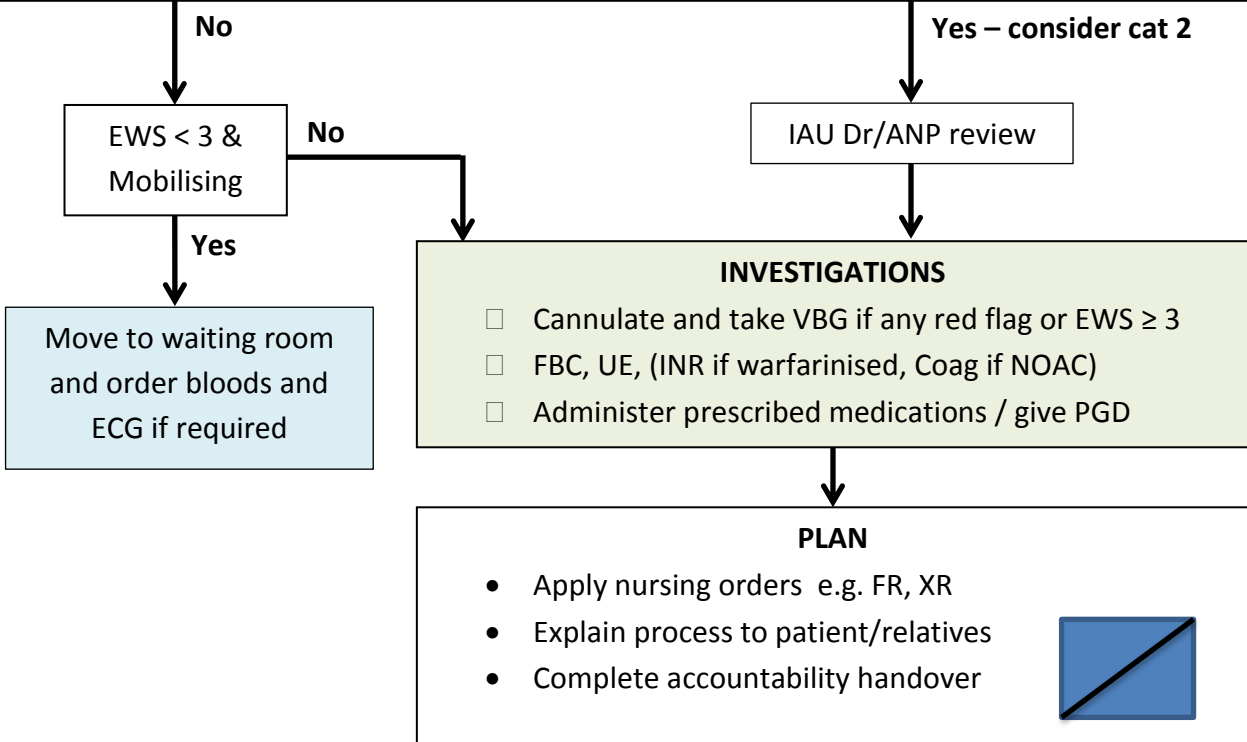 No
Yes – consider cat 2
EWS < 3 &
Mobilising
No
IAU Dr/ANP review
Yes
Move to waiting room
and order bloods and
ECG if required
INVESTIGATIONS
☐ Cannulate and take VBG if any red flag or EWS ≥ 3
☐ FBC, UE, (INR if warfarinised, Coag if NOAC)
☐ Administer prescribed medications / give PGD
PLAN
• Apply nursing orders e.g. FR, XR
• Explain process to patient/relatives
• Complete accountability handover